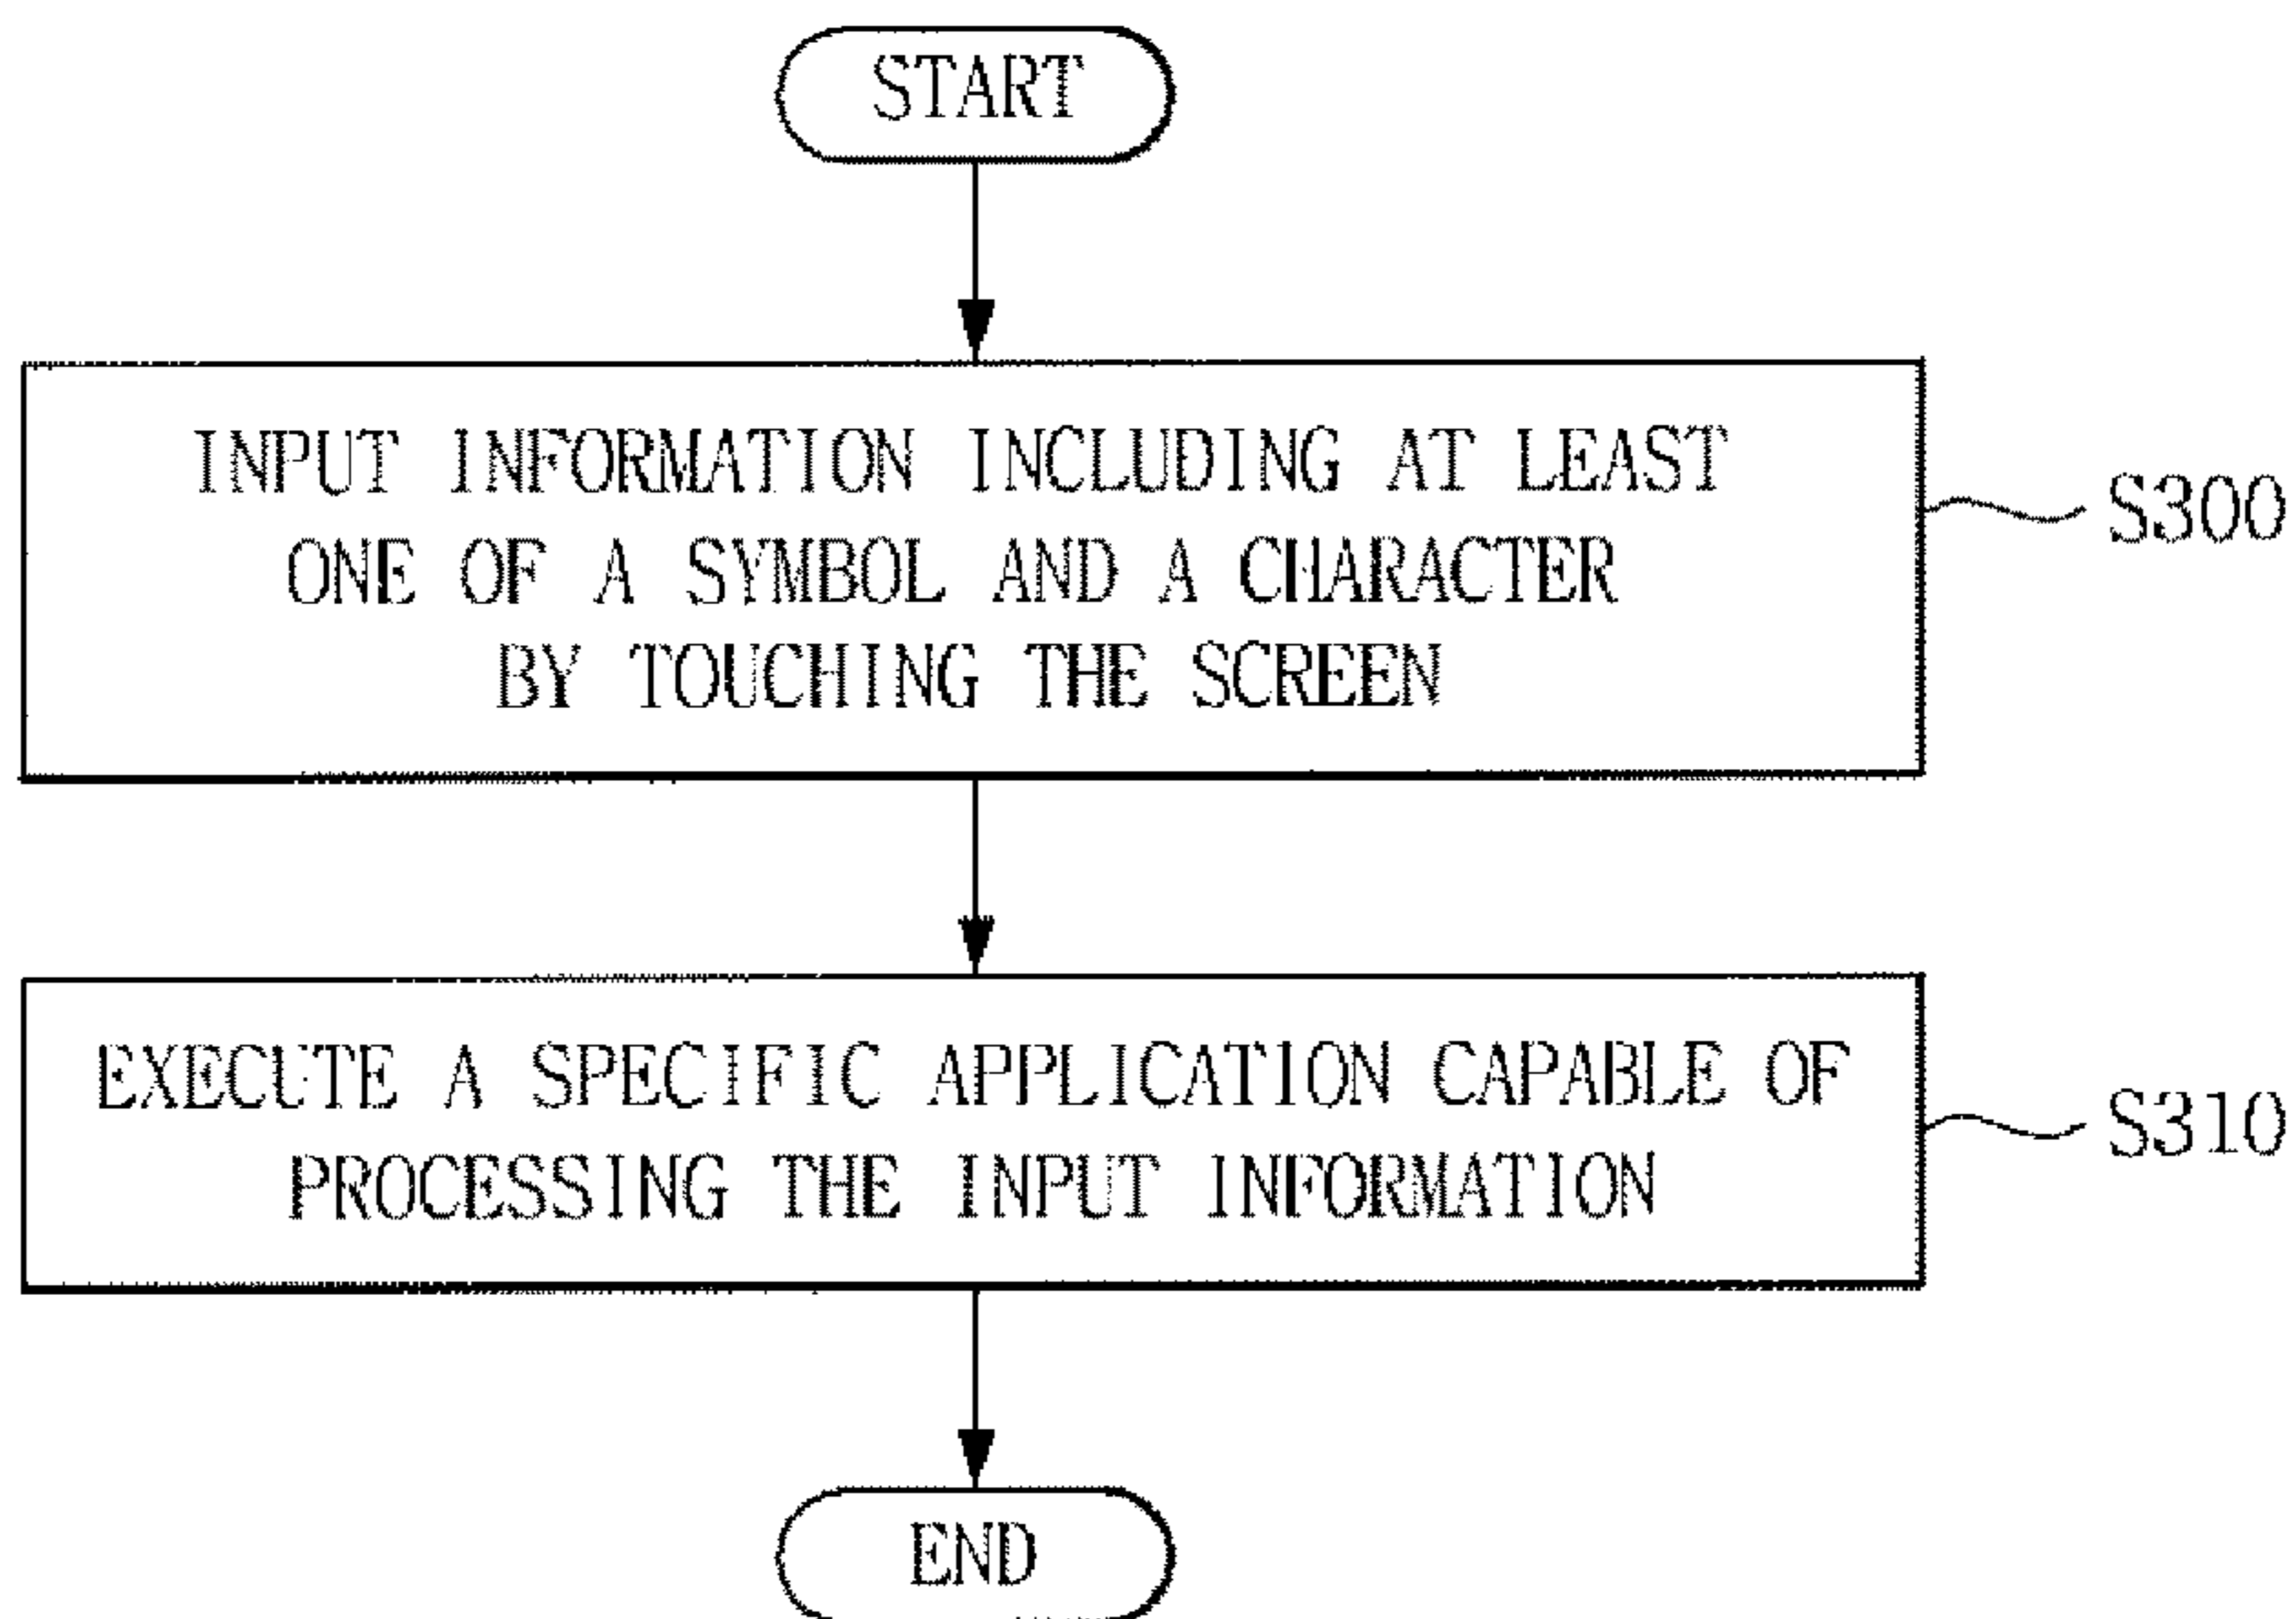 START
INPUT INFORMATION INCLUDING AT LEAST
ONE OF A SYMBOL AND A CHARACTER
BY TOUCHING THE SCREEN
S300
EXECUTE A SPECIFIC APPLICATION CAPABLE OF
PROCESSING THE INPUT INFORMATION
S310
END